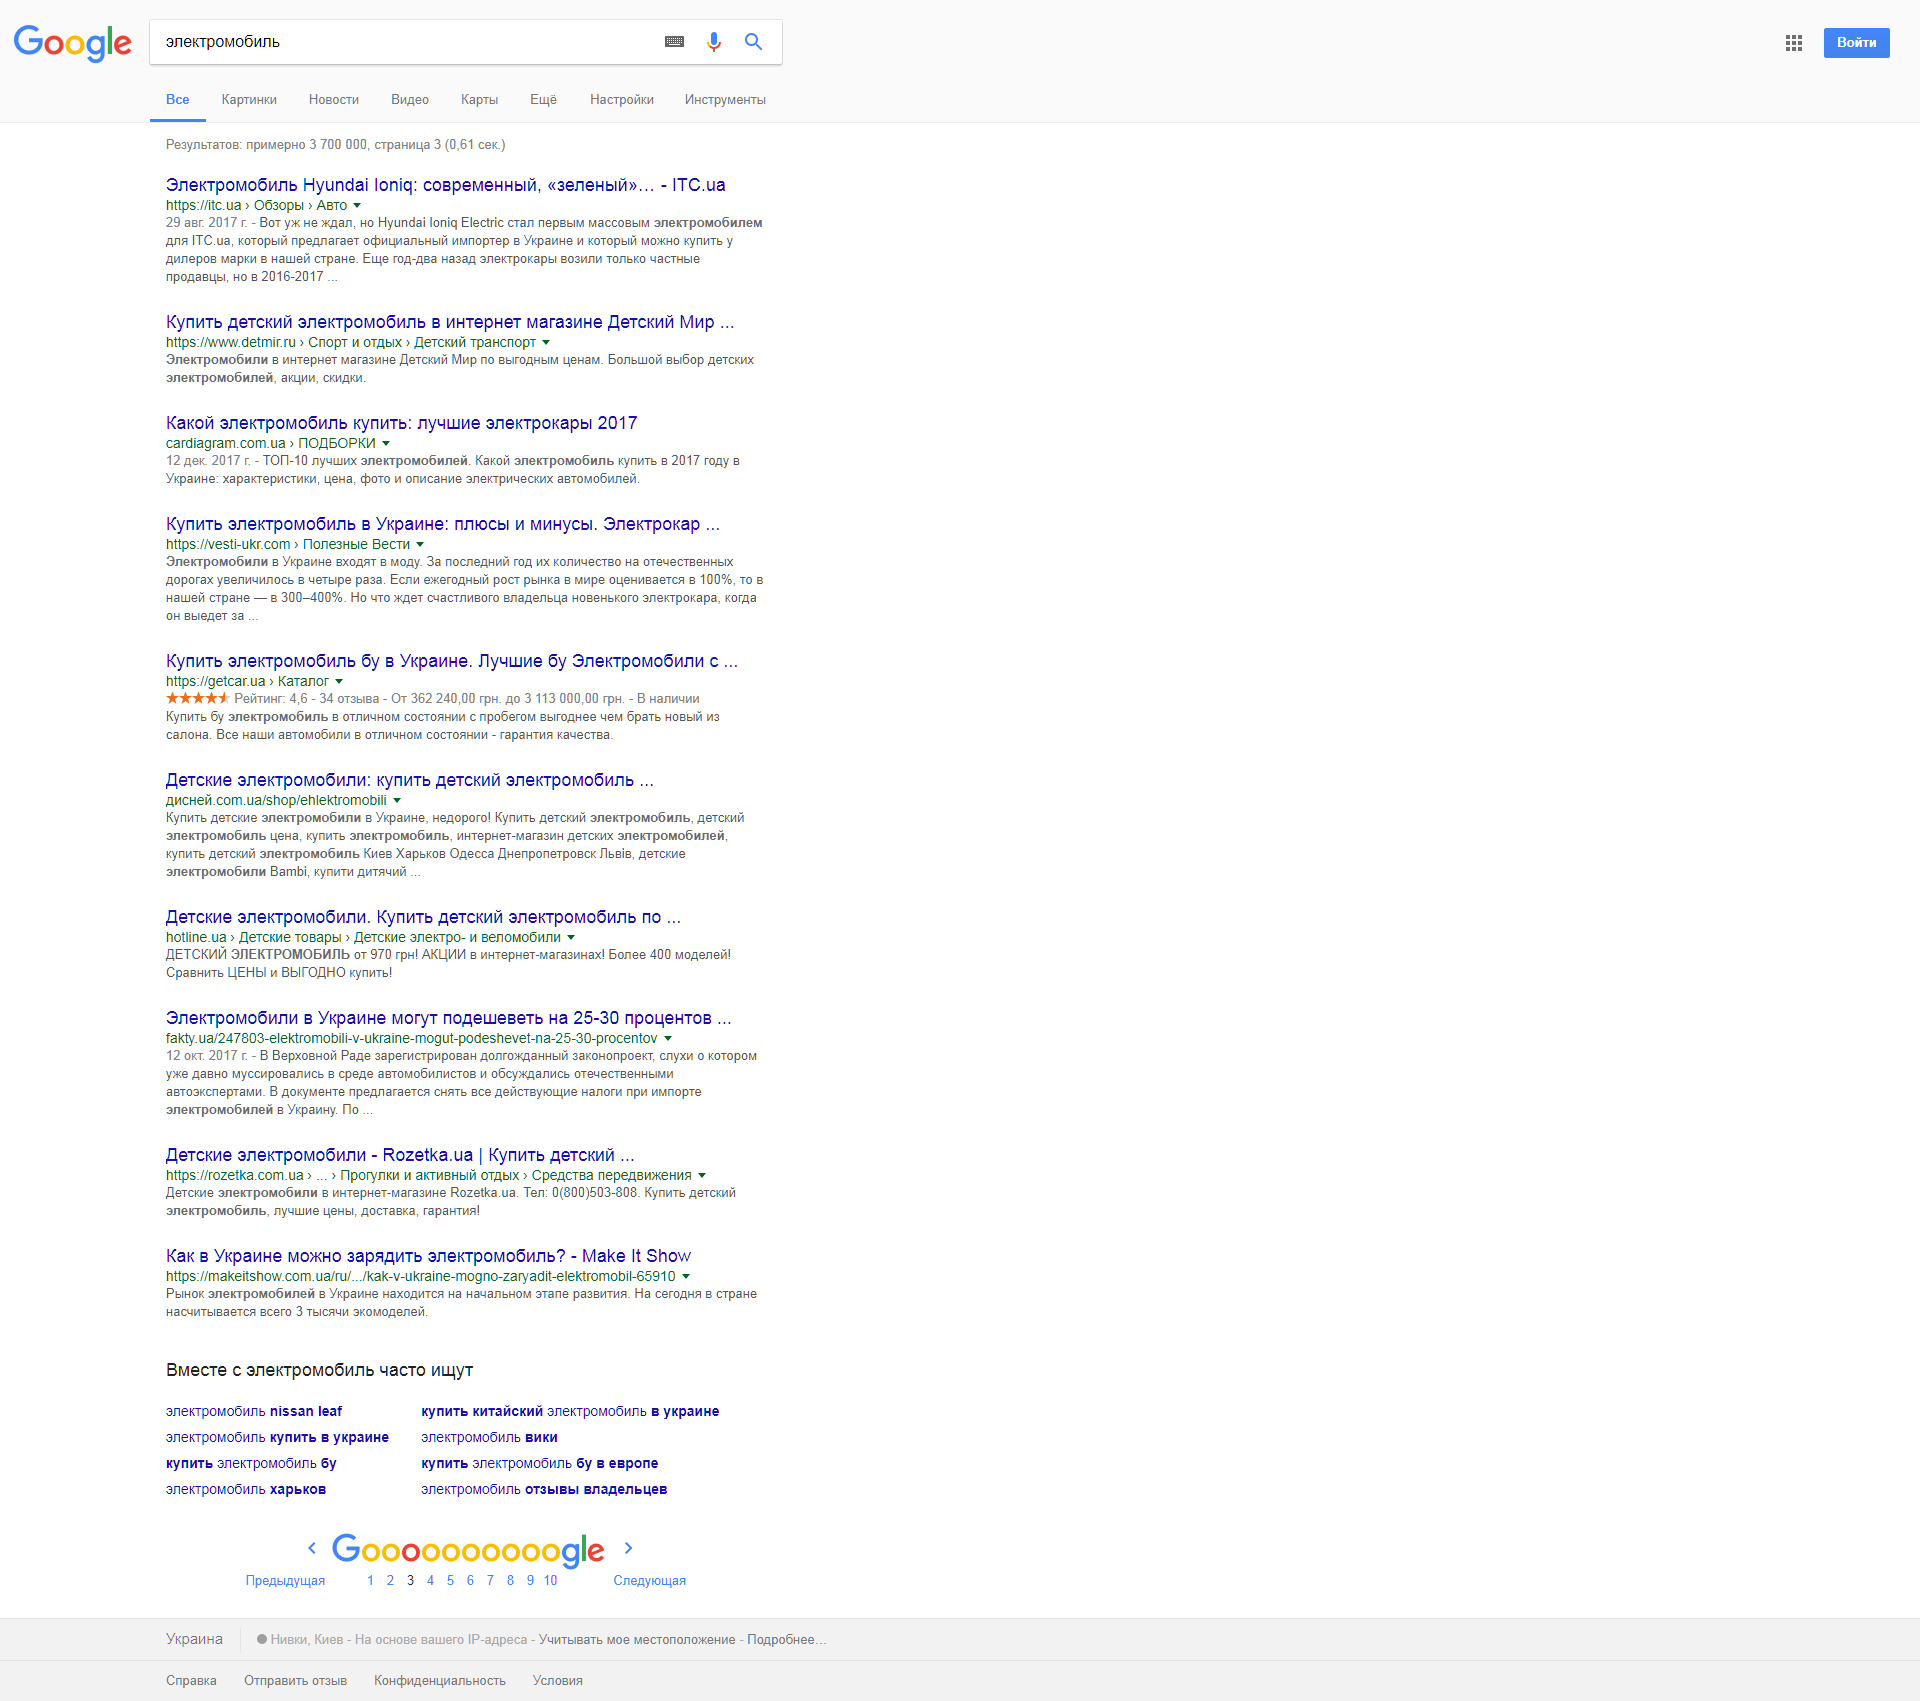 Google
электромобиль
Войти
Все Картинки Новости Видео Карты Ещё Настройки Инструменты
Результатов: примерно 3 700 000, страница 3 (0,61 сек.)
Электромобиль Hyundai Ioniq: современный, «зеленый»… - ITC.ua
https://itc.ua › Обзоры › Авто
29 авг. 2017 г. - Вот уж не ждал, но Hyundai Ioniq Electric стал первым массовым электромобилем
для ITC.ua, который предлагает официальный импортер в Украине и который можно купить у
дилеров марки в нашей стране. Еще год-два назад электрокары возили только частные
продавцы, но в 2016-2017 ...
Купить детский электромобиль в интернет магазине Детский Мир ...
https://www.detmir.ru › Спорт и отдых › Детский транспорт
Электромобили в интернет магазине Детский Мир по выгодным ценам. Большой выбор детских
электромобилей, акции, скидки.
Какой электромобиль купить: лучшие электрокары 2017
cardiagram.com.ua › ПОДБОРКИ
12 дек. 2017 г. - ТОП-10 лучших электромобилей. Какой электромобиль купить в 2017 году в
Украине: характеристики, цена, фото и описание электрических автомобилей.
Купить электромобиль в Украине: плюсы и минусы. Электрокар ...
https://vesti-ukr.com › Полезные Вести
Электромобили в Украине входят в моду. За последний год их количество на отечественных
дорогах увеличилось в четыре раза. Если ежегодный рост рынка в мире оценивается в 100%, то в
нашей стране — в 300–400%. Но что ждет счастливого владельца новенького электрокара, когда
он выедет за ...
Купить электромобиль бу в Украине. Лучшие бу Электромобили с ...
https://getcar.ua › Каталог
Рейтинг: 4,6 - 34 отзыва - От 362 240,00 грн. до 3 113 000,00 грн. - В наличии
Купить бу электромобиль в отличном состоянии с пробегом выгоднее чем брать новый из
салона. Все наши автомобили в отличном состоянии - гарантия качества.
Детские электромобили: купить детский электромобиль ...
дисней.com.ua/shop/ehlektromobili
Купить детские электромобили в Украине, недорого! Купить детский электромобиль, детский
электромобиль цена, купить электромобиль, интернет-магазин детских электромобилей,
купить детский электромобиль Киев Харьков Одесса Днепропетровск Львів, детские
электромобили Bambi, купити дитячий ...
Детские электромобили. Купить детский электромобиль по ...
hotline.ua › Детские товары › Детские электро- и веломобили
ДЕТСКИЙ ЭЛЕКТРОМОБИЛЬ от 970 грн! АКЦИИ в интернет-магазинах! Более 400 моделей!
Сравнить ЦЕНЫ и ВЫГОДНО купить!
Электромобили в Украине могут подешеветь на 25-30 процентов ...
fakty.ua/247803-elektromobili-v-ukraine-mogut-podeshevet-na-25-30-procentov
12 окт. 2017 г. - В Верховной Раде зарегистрирован долгожданный законопроект, слухи о котором
уже давно муссировались в среде автомобилистов и обсуждались отечественными
автоэкспертами. В документе предлагается снять все действующие налоги при импорте
электромобилей в Украину. По ...
Детские электромобили - Rozetka.ua | Купить детский ...
https://rozetka.com.ua › ... › Прогулки и активный отдых › Средства передвижения
Детские электромобили в интернет-магазине Rozetka.ua. Тел: 0(800)503-808. Купить детский
электромобиль, лучшие цены, доставка, гарантия!
Как в Украине можно зарядить электромобиль? - Make It Show
https://makeitshow.com.ua/ru/.../kak-v-ukraine-mogno-zaryadit-elektromobil-65910
Рынок электромобилей в Украине находится на начальном этапе развития. На сегодня в стране
насчитывается всего 3 тысячи экомоделей.
Вместе с электромобиль часто ищут
электромобиль nissan leaf купить китайский электромобиль в украине
электромобиль купить в украине электромобиль вики
купить электромобиль бу купить электромобиль бу в европе
электромобиль харьков электромобиль отзывы владельцев
Goooooooooogle
Предыдущая 1 2 3 4 5 6 7 8 9 10 Следующая
Украина Нивки, Киев - На основе вашего IP-адреса - Учитывать мое местоположение - Подробнее…
Справка Отправить отзыв Конфиденциальность Условия